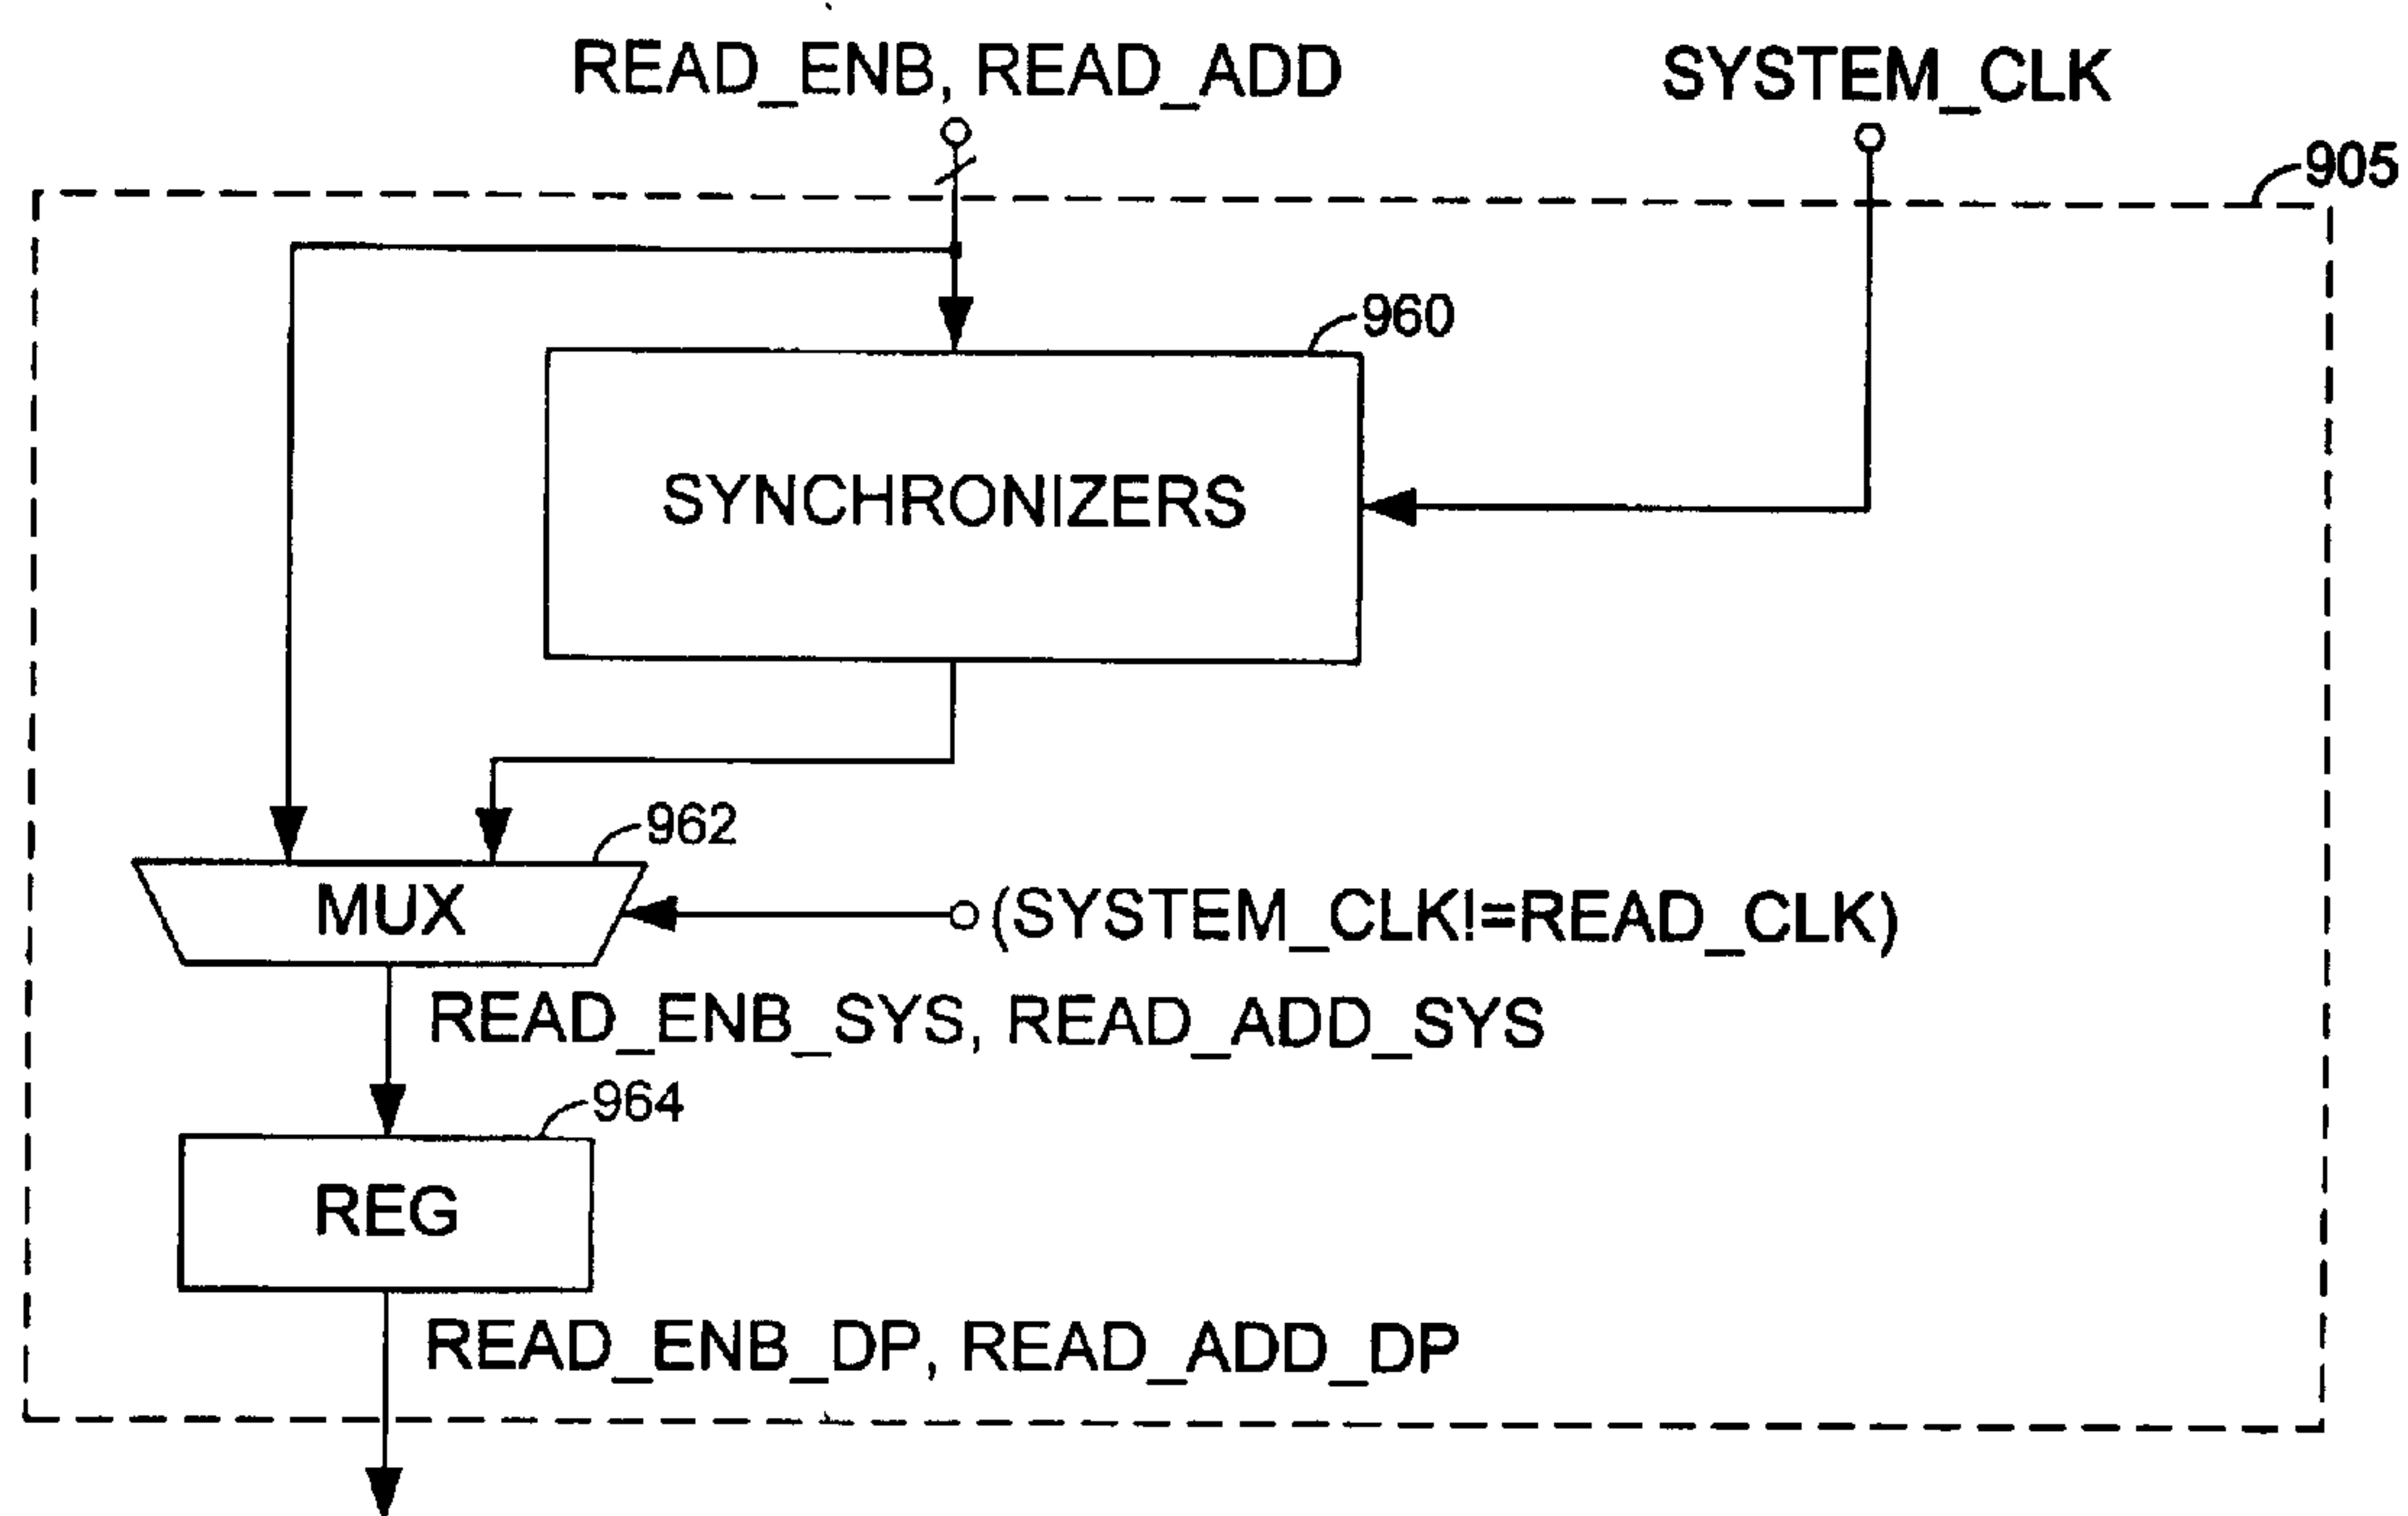 READ_ENB, READ_ADD
SYSTEM_CLK
905
960
SYNCHRONIZERS
962
MUX
(SYSTEM_CLK!=READ_CLK)
READ_ENB_SYS, READ_ADD_SYS
964
REG
READ_ENB_DP, READ_ADD_DP